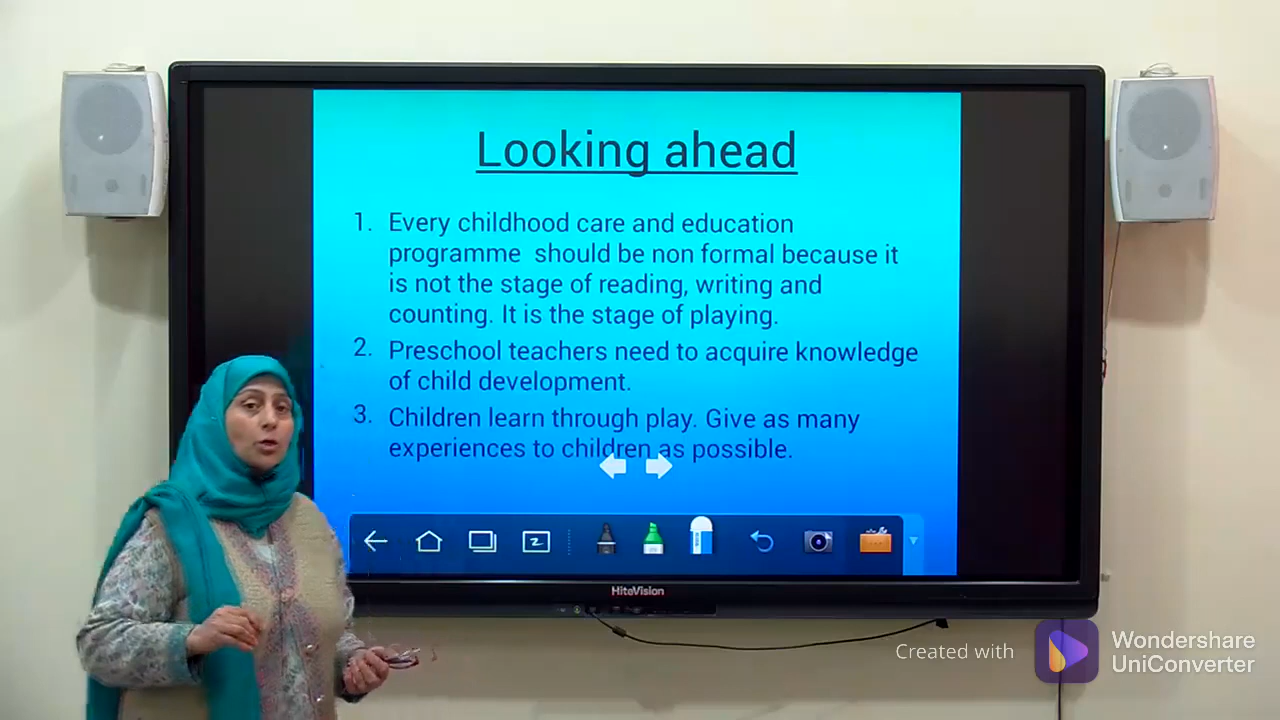 Looking ahead
1. Every childhood care and education
programme should be non formal because it
is not the stage of reading, writing and
counting. It is the stage of playing.
2. Preschool teachers need to acquire knowledge
of child development.
3. Children learn through play. Give as many
experiences to children as possible.
HiteVision
Created with
Wondershare
UniConverter